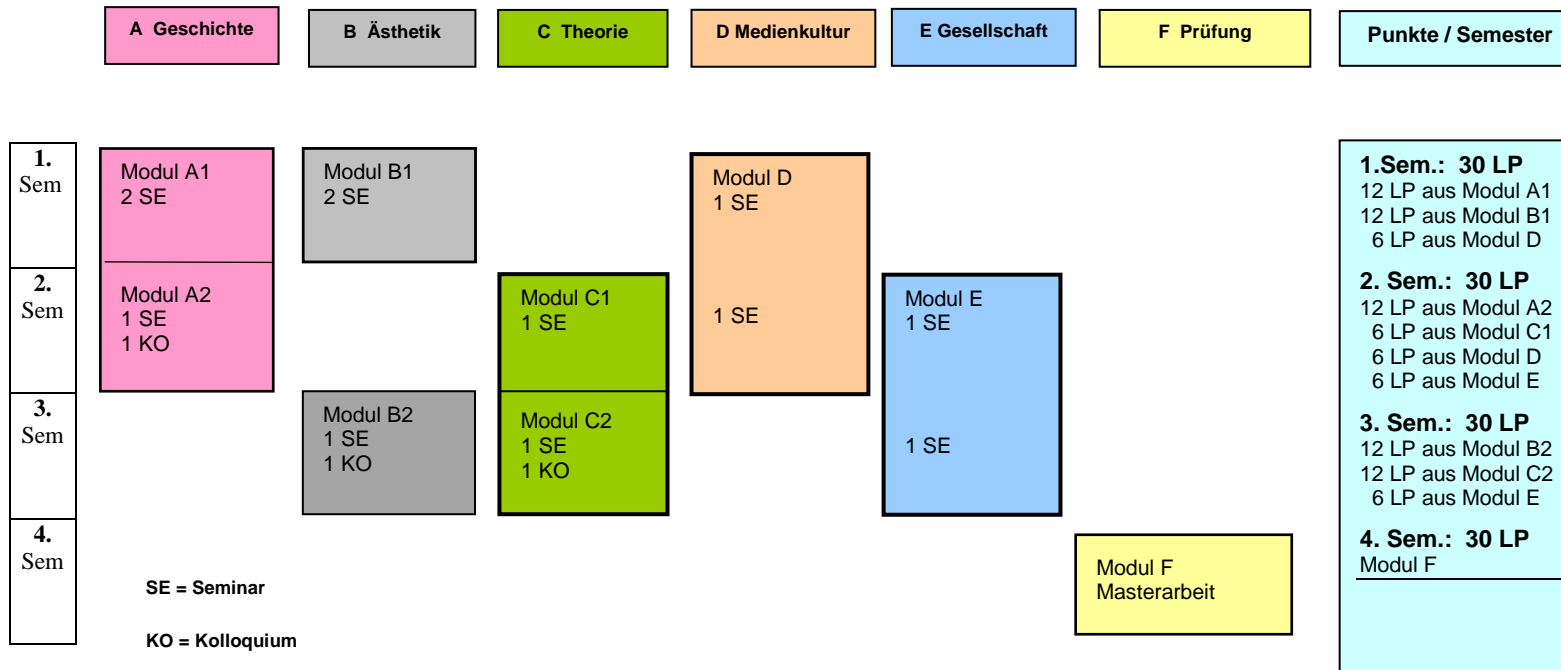 A Geschichte
B Ästhetik
C Theorie
D Medienkultur
E Gesellschaft
F Prüfung
Punkte / Semester
1.
Sem
Modul A1
2 SE
Modul B1
2 SE
Modul D
1 SE
1.Sem.: 30 LP
12 LP aus Modul A1
12 LP aus Modul B1
6 LP aus Modul D
2.
Sem
Modul A2
1 SE
1 KO
Modul C1
1 SE
1 SE
Modul E
1 SE
2. Sem.: 30 LP
12 LP aus Modul A2
6 LP aus Modul C1
6 LP aus Modul D
6 LP aus Modul E
3.
Sem
Modul B2
1 SE
1 KO
Modul C2
1 SE
1 KO
1 SE
3. Sem.: 30 LP
12 LP aus Modul B2
12 LP aus Modul C2
6 LP aus Modul E
4.
Sem
Modul F
Masterarbeit
4. Sem.: 30 LP
Modul F
SE = Seminar
KO = Kolloquium